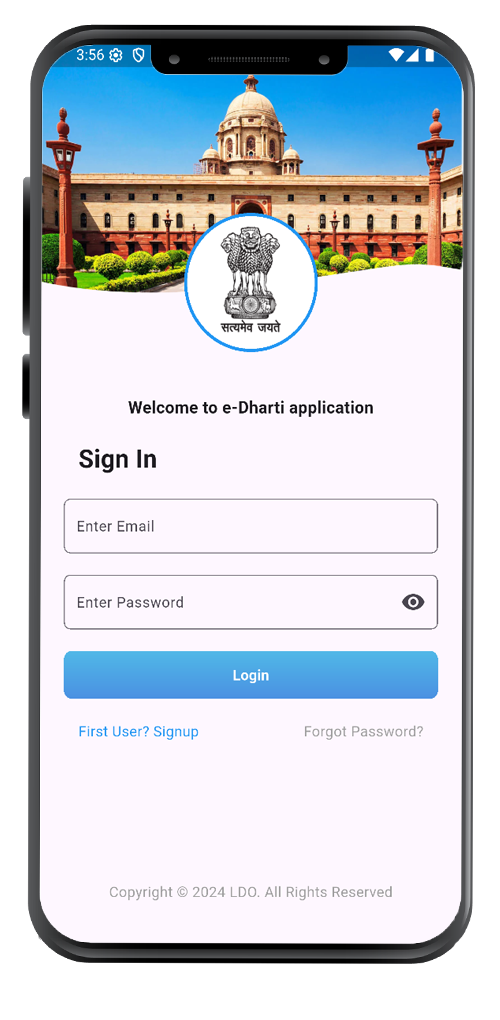 3:56
सत्यमेव जयते
Welcome to e-Dharti application
Sign In
Enter Email
Enter Password
Login
First User? Signup
Forgot Password?
Copyright © 2024 LDO. All Rights Reserved